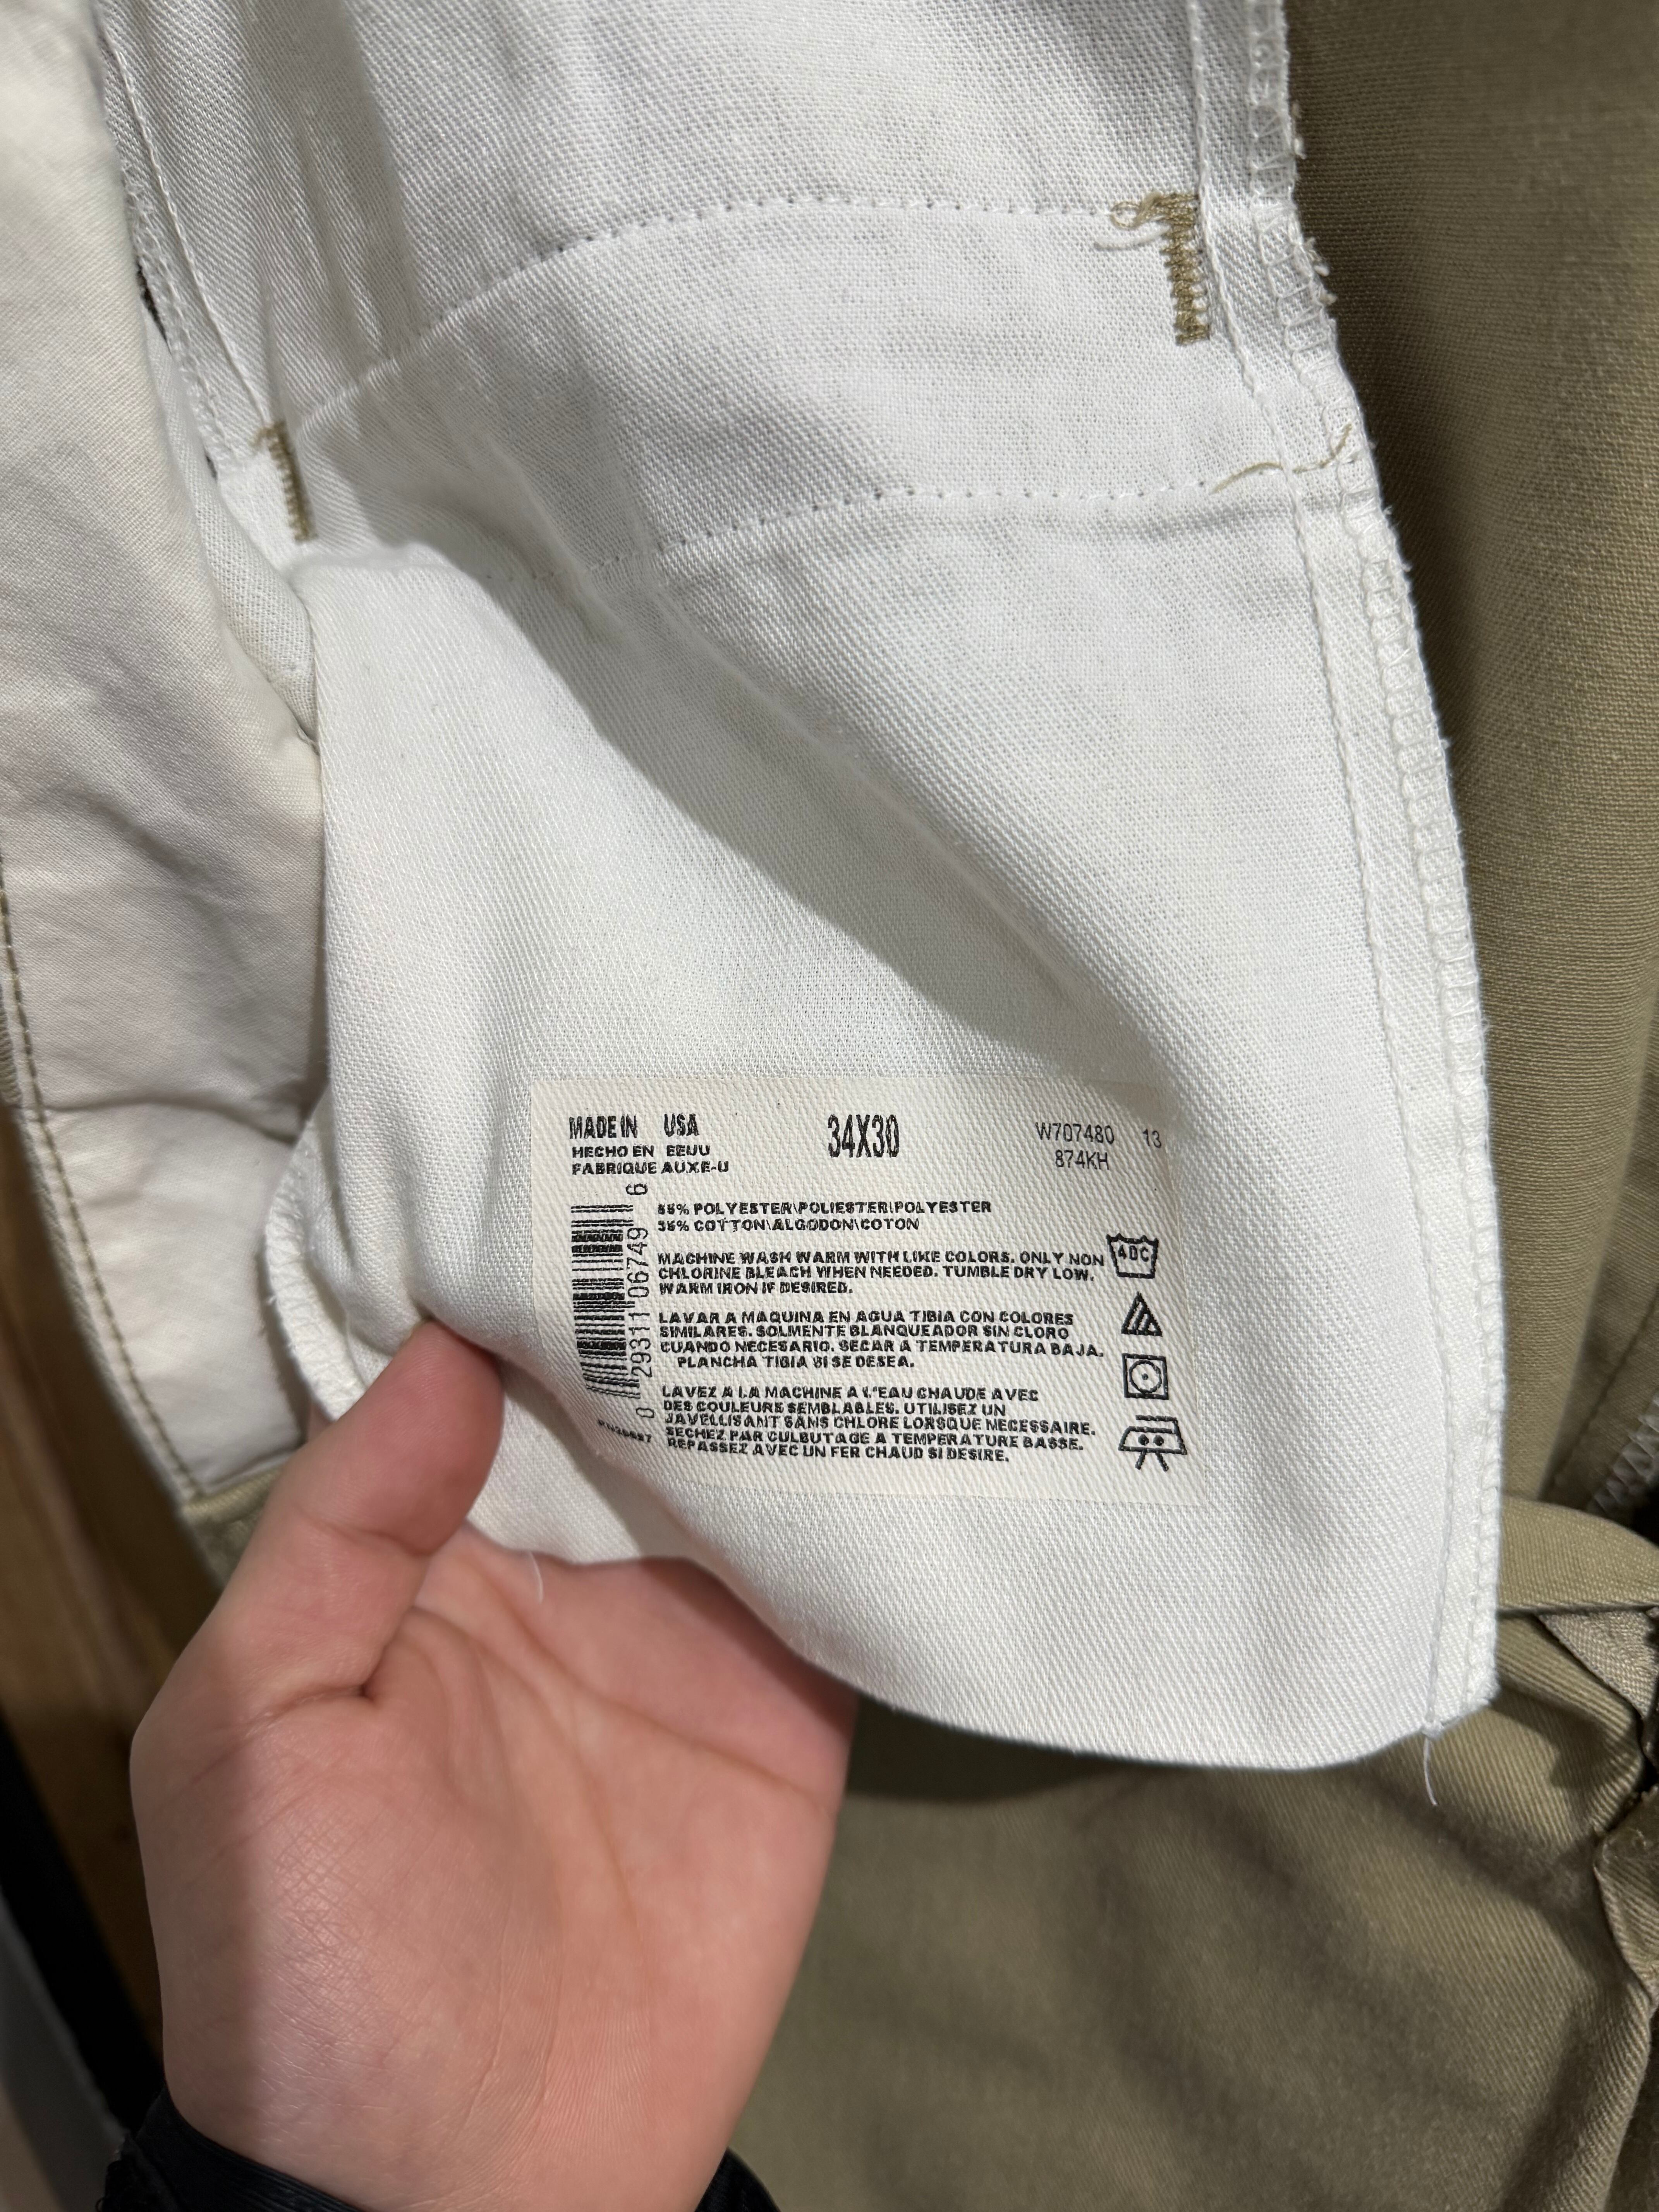 MADE IN USA
HECHO EN EEUU
FABRIQUE AUX E-U
34X30
W707480 13
874KH
0 29311 06749 6
65% POLYESTER\POLIESTER\POLYESTER
35% COTTON\ALGODON\COTON
MACHINE WASH WARM WITH LIKE COLORS. ONLY NON
CHLORINE BLEACH WHEN NEEDED. TUMBLE DRY LOW.
WARM IRON IF DESIRED.
40C
LAVAR A MAQUINA EN AGUA TIBIA CON COLORES
SIMILARES. SOLMENTE BLANQUEADOR SIN CLORO
CUANDO NECESARIO. SECAR A TEMPERATURA BAJA.
PLANCHA TIBIA SI SE DESEA.
LAVEZ A LA MACHINE A L'EAU CHAUDE AVEC
DES COULEURS SEMBLABLES. UTILISEZ UN
JAVELLISANT SANS CHLORE LORSQUE NECESSAIRE.
SECHEZ PAR CULBUTAGE A TEMPERATURE BASSE.
REPASSEZ AVEC UN FER CHAUD SI DESIRE.